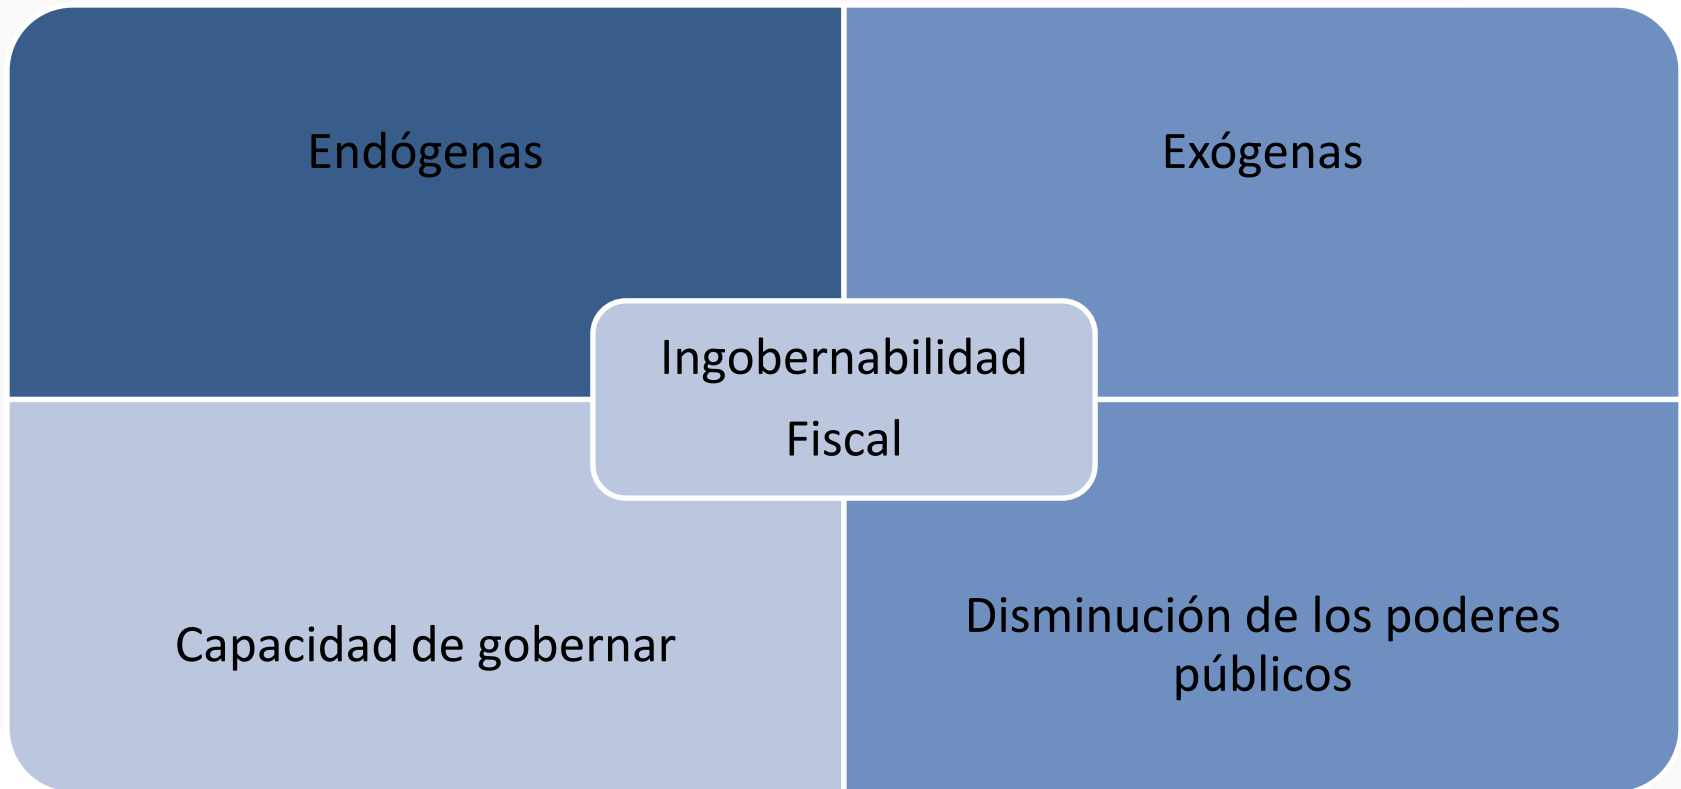 Endógenas
Exógenas
Ingobernabilidad
Fiscal
Capacidad de gobernar
Disminución de los poderes
públicos